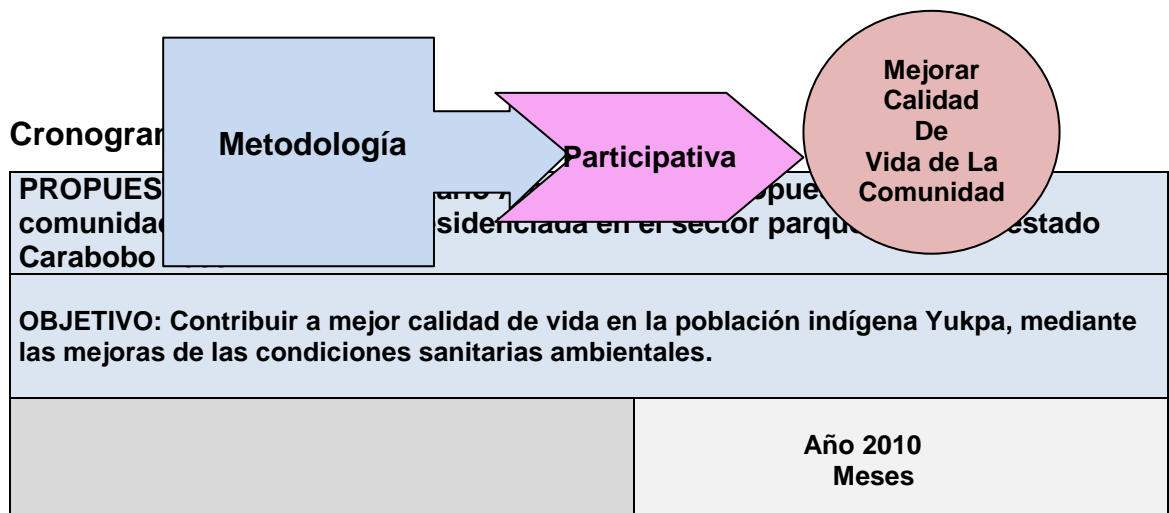 Mejorar
Calidad
De
Vida de La
Comunidad
Metodología
Participativa
Cronogra
PROPUES
comunidad residenciada en el sector parqu estado
Carabobo
OBJETIVO: Contribuir a mejor calidad de vida en la población indígena Yukpa, mediante
las mejoras de las condiciones sanitarias ambientales.
Año 2010
Meses